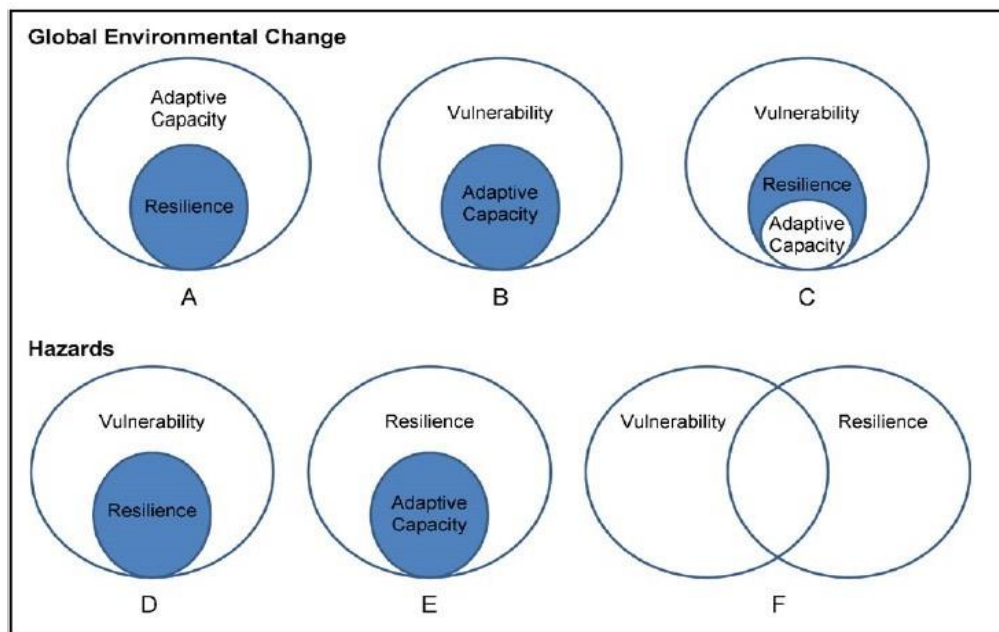 Global Environmental Change
Adaptive
Capacity
Resilience
A
Vulnerability
Adaptive
Capacity
B
Vulnerability
Resilience
Adaptive
Capacity
C
Hazards
Vulnerability
Resilience
D
Resilience
Adaptive
Capacity
E
Vulnerability
Resilience
F